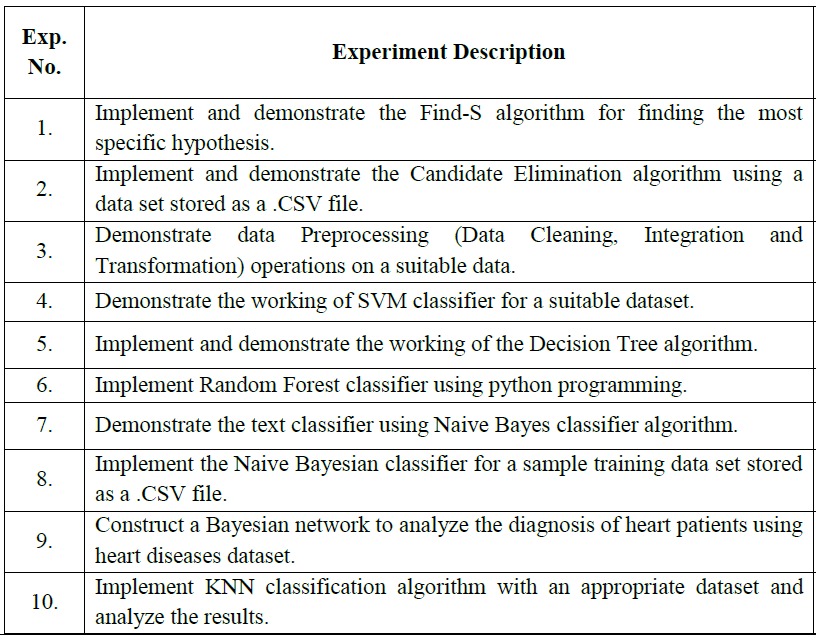 Exp.
No.
Experiment Description
1.
Implement and demonstrate the Find-S algorithm for finding the most
specific hypothesis.
2.
Implement and demonstrate the Candidate Elimination algorithm using a
data set stored as a .CSV file.
3.
Demonstrate data Preprocessing (Data Cleaning, Integration and
Transformation) operations on a suitable data.
4.
Demonstrate the working of SVM classifier for a suitable dataset.
5.
Implement and demonstrate the working of the Decision Tree algorithm.
6.
Implement Random Forest classifier using python programming.
7.
Demonstrate the text classifier using Naive Bayes classifier algorithm.
8.
Implement the Naive Bayesian classifier for a sample training data set stored
as a .CSV file.
9.
Construct a Bayesian network to analyze the diagnosis of heart patients using
heart diseases dataset.
10.
Implement KNN classification algorithm with an appropriate dataset and
analyze the results.